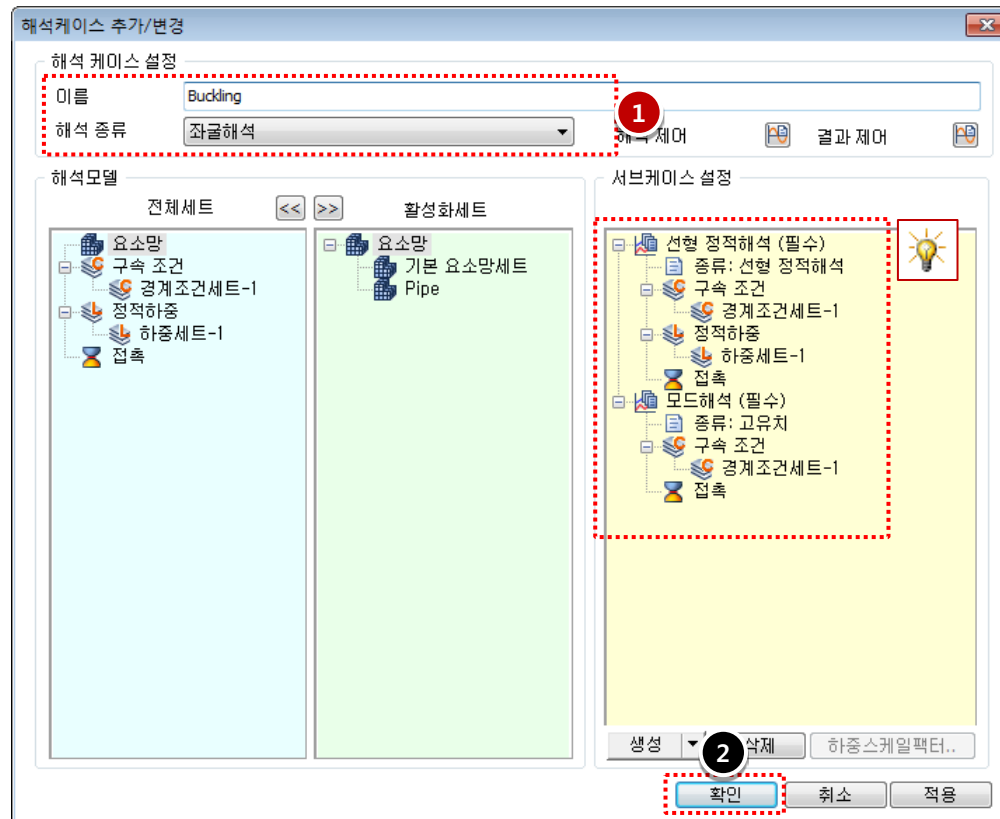 해석케이스 추가/변경
해석 케이스 설정
이름 Buckling
1
해석 종류 좌굴해석 해석 제어 결과 제어
해석모델
전체세트 << >> 활성화세트
요소망
구속 조건
경계조건세트-1
정적하중
하중세트-1
접촉
요소망
기본 요소망세트
Pipe
서브케이스 설정
선형 정적해석 (필수)
종류: 선형 정적해석
구속 조건
경계조건세트-1
정적하중
하중세트-1
접촉
모드해석 (필수)
종류: 고유치
구속 조건
경계조건세트-1
접촉
생성 삭제 하중스케일팩터..
2
확인 취소 적용